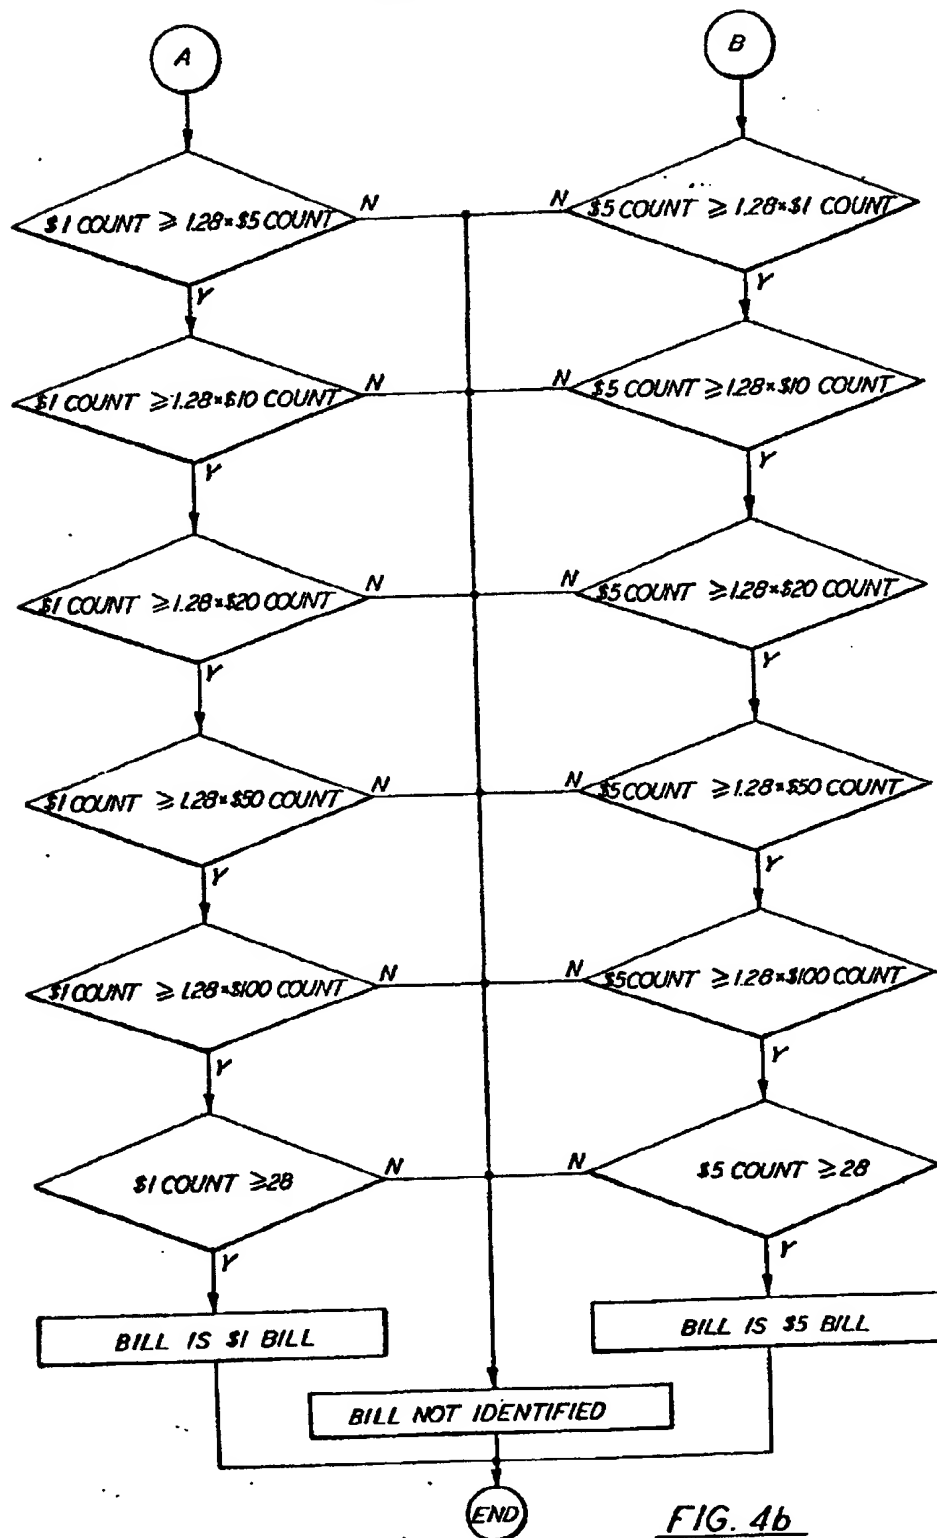 A
$1 COUNT ≥ 1.28×$5 COUNT
N
Y
$1 COUNT ≥1.28×$10 COUNT
N
Y
$1 COUNT ≥1.28×$20 COUNT
N
Y
$1 COUNT ≥1.28×$50 COUNT
N
Y
$1 COUNT ≥ 1.28×$100 COUNT
N
Y
$1 COUNT ≥28
N
Y
BILL IS $1 BILL
B
$5 COUNT ≥ 1.28×$1 COUNT
N
Y
$5 COUNT ≥1.28×$10 COUNT
N
Y
$5 COUNT ≥1.28×$20 COUNT
N
Y
$5 COUNT ≥1.28×$50 COUNT
N
Y
$5 COUNT ≥1.28×$100 COUNT
N
Y
$5 COUNT ≥28
N
Y
BILL IS $5 BILL
BILL NOT IDENTIFIED
END
FIG. 4b